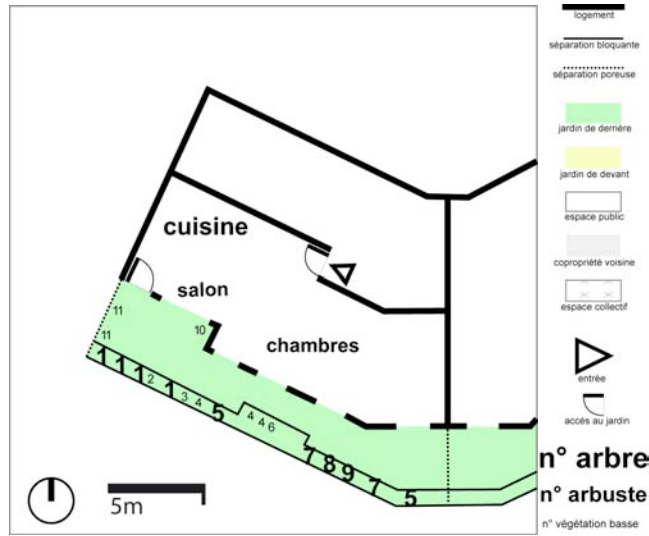 logement
séparation bloquante
séparation poreuse
jardin de derrière
jardin de devant
espace public
copropriété voisine
espace collectif
entrée
accès au jardin
n° arbre
n° arbuste
n° végétation basse
cuisine
salon
chambres
11
11
10
1 1 1 2 1 3 4 5
4 4 6
7 8 9 7 5
5m